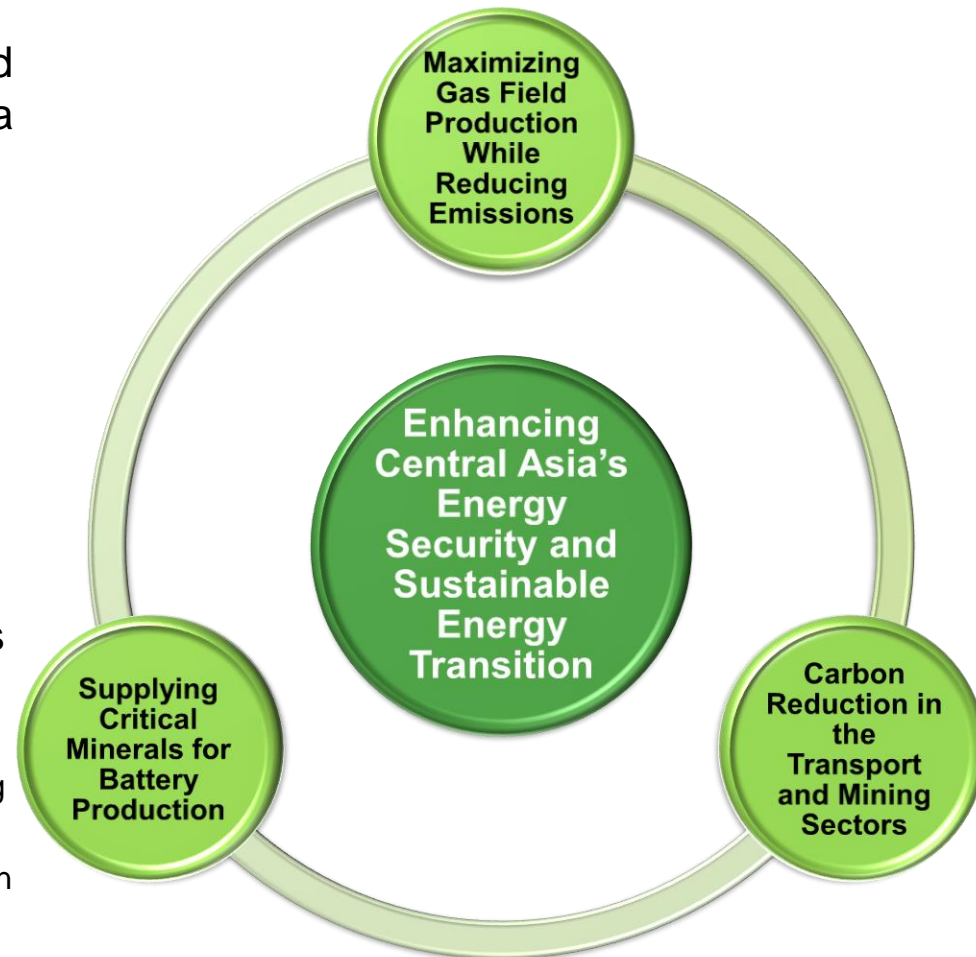 d
a
Maximizing
Gas Field
Production
While
Reducing
Emissions
Enhancing
Central Asia’s
Energy
Security and
Sustainable
Energy
Transition
s
Supplying
Critical
Minerals for
Battery
Production
g
n
Carbon
Reduction in
the
Transport
and Mining
Sectors